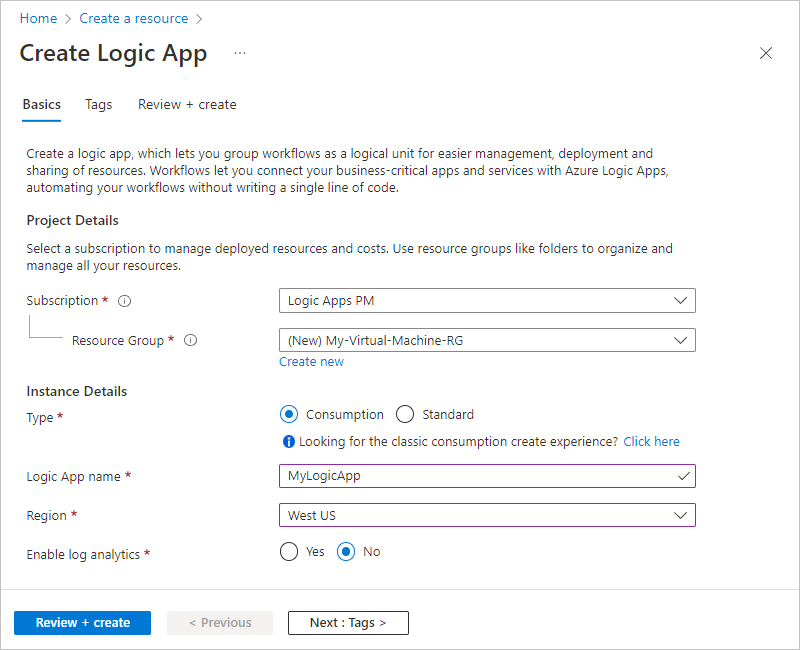 Home > Create a resource >
Create Logic App ...
Basics Tags Review + create
Create a logic app, which lets you group workflows as a logical unit for easier management, deployment and
sharing of resources. Workflows let you connect your business-critical apps and services with Azure Logic Apps,
automating your workflows without writing a single line of code.
Project Details
Select a subscription to manage deployed resources and costs. Use resource groups like folders to organize and
manage all your resources.
Subscription * Logic Apps PM
Resource Group * (New) My-Virtual-Machine-RG
Create new
Instance Details
Type * Consumption Standard
Looking for the classic consumption create experience? Click here
Logic App name * MyLogicApp
Region * West US
Enable log analytics * Yes No
Review + create < Previous Next : Tags >